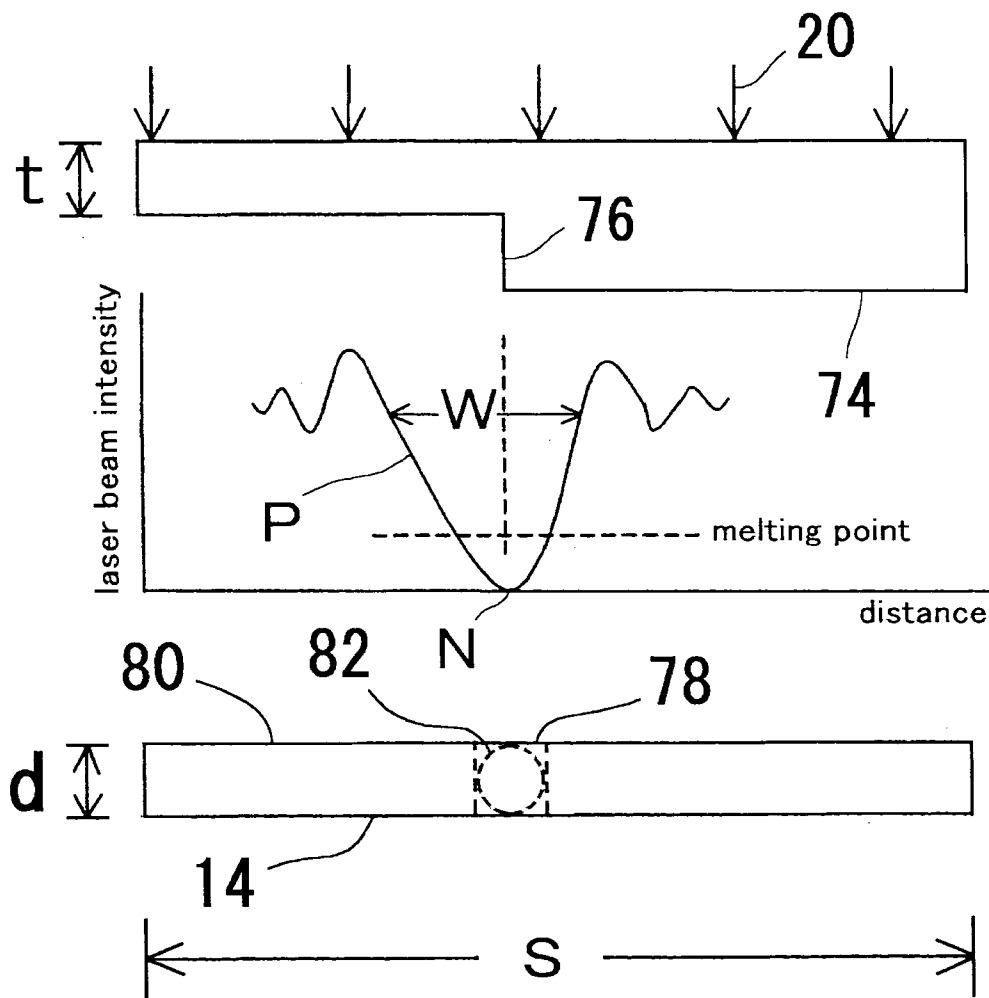 20
t
76
74
laser beam intensity
W
P
melting point
distance
N
82
80
78
d
14
S